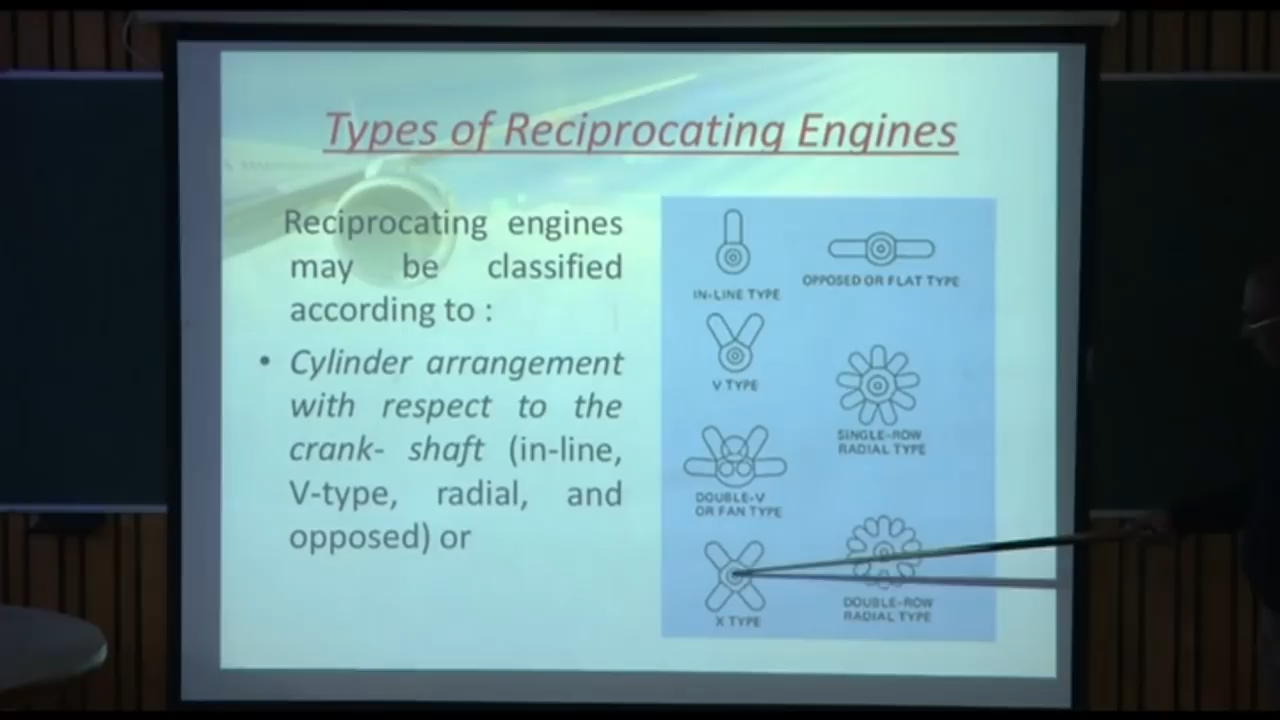 Types of Reciprocating Engines
Reciprocating engines
may be classified
according to :
• Cylinder arrangement
with respect to the
crank- shaft (in-line,
V-type, radial, and
opposed) or
IN-LINE TYPE
OPPOSED OR FLAT TYPE
V TYPE
SINGLE-ROW
RADIAL TYPE
DOUBLE-V
OR FAN TYPE
X TYPE
DOUBLE-ROW
RADIAL TYPE